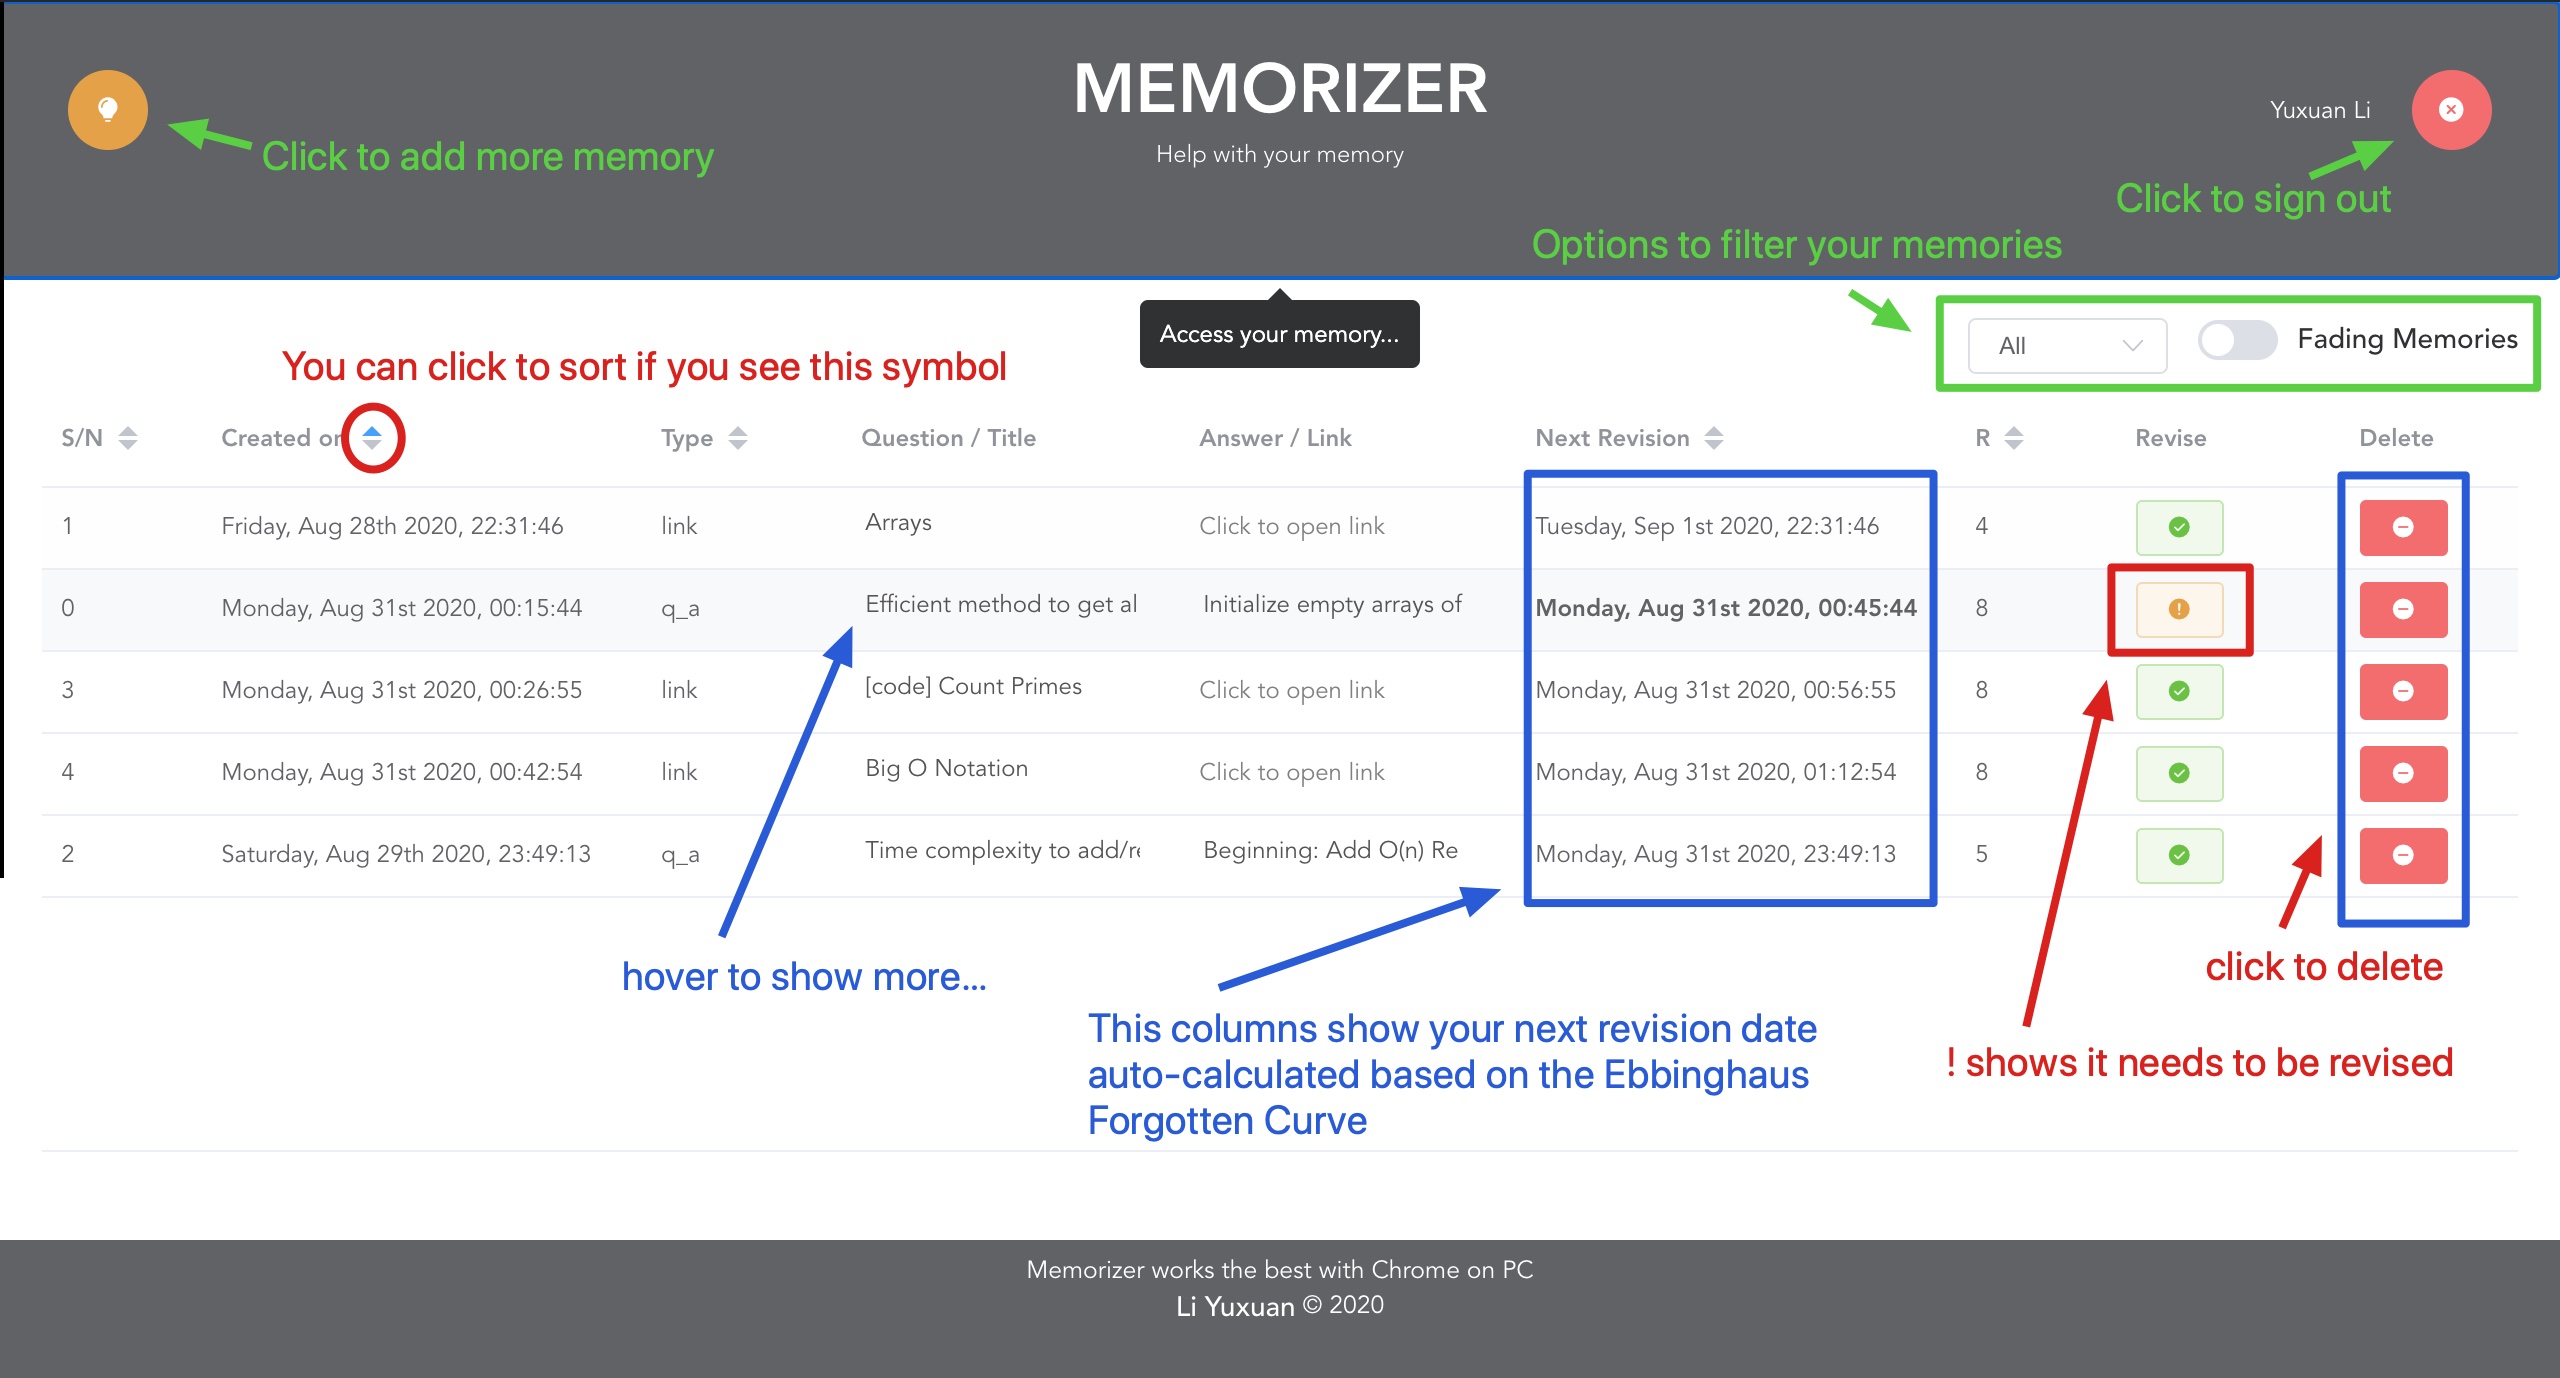 MEMORIZER
Help with your memory
Yuxuan Li
Click to add more memory
Click to sign out
Options to filter your memories
Access your memory...
All
Fading Memories
You can click to sort if you see this symbol
S/N Created on Type Question / Title Answer / Link Next Revision R Revise Delete
1 Friday, Aug 28th 2020, 22:31:46 link Arrays Click to open link Tuesday, Sep 1st 2020, 22:31:46 4
0 Monday, Aug 31st 2020, 00:15:44 q_a Efficient method to get al Initialize empty arrays of Monday, Aug 31st 2020, 00:45:44 8 !
3 Monday, Aug 31st 2020, 00:26:55 link [code] Count Primes Click to open link Monday, Aug 31st 2020, 00:56:55 8
4 Monday, Aug 31st 2020, 00:42:54 link Big O Notation Click to open link Monday, Aug 31st 2020, 01:12:54 8
2 Saturday, Aug 29th 2020, 23:49:13 q_a Time complexity to add/re Beginning: Add O(n) Re Monday, Aug 31st 2020, 23:49:13 5
hover to show more...
This columns show your next revision date
auto-calculated based on the Ebbinghaus
Forgotten Curve
click to delete
! shows it needs to be revised
Memorizer works the best with Chrome on PC
Li Yuxuan © 2020